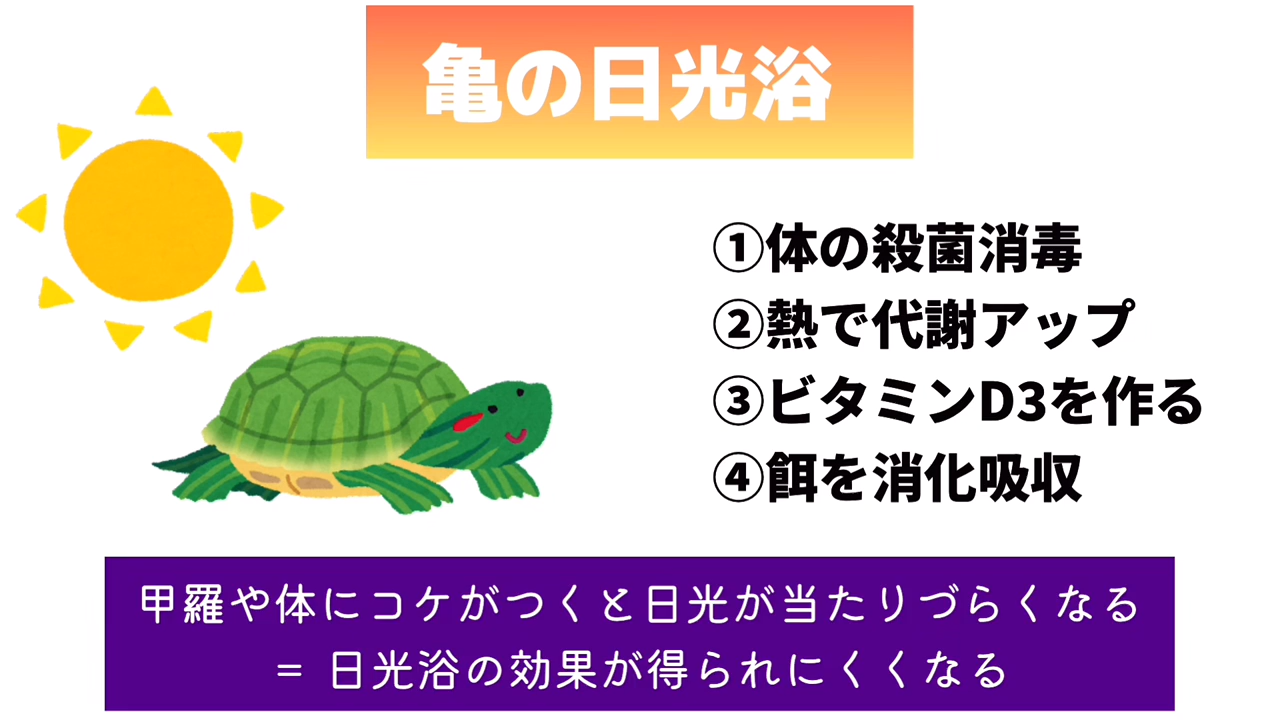 亀の日光浴
①体の殺菌消毒
②熱で代謝アップ
③ビタミンD3を作る
④餌を消化吸収
甲羅や体にコケがつくと日光が当たりづらくなる
= 日光浴の効果が得られにくくなる